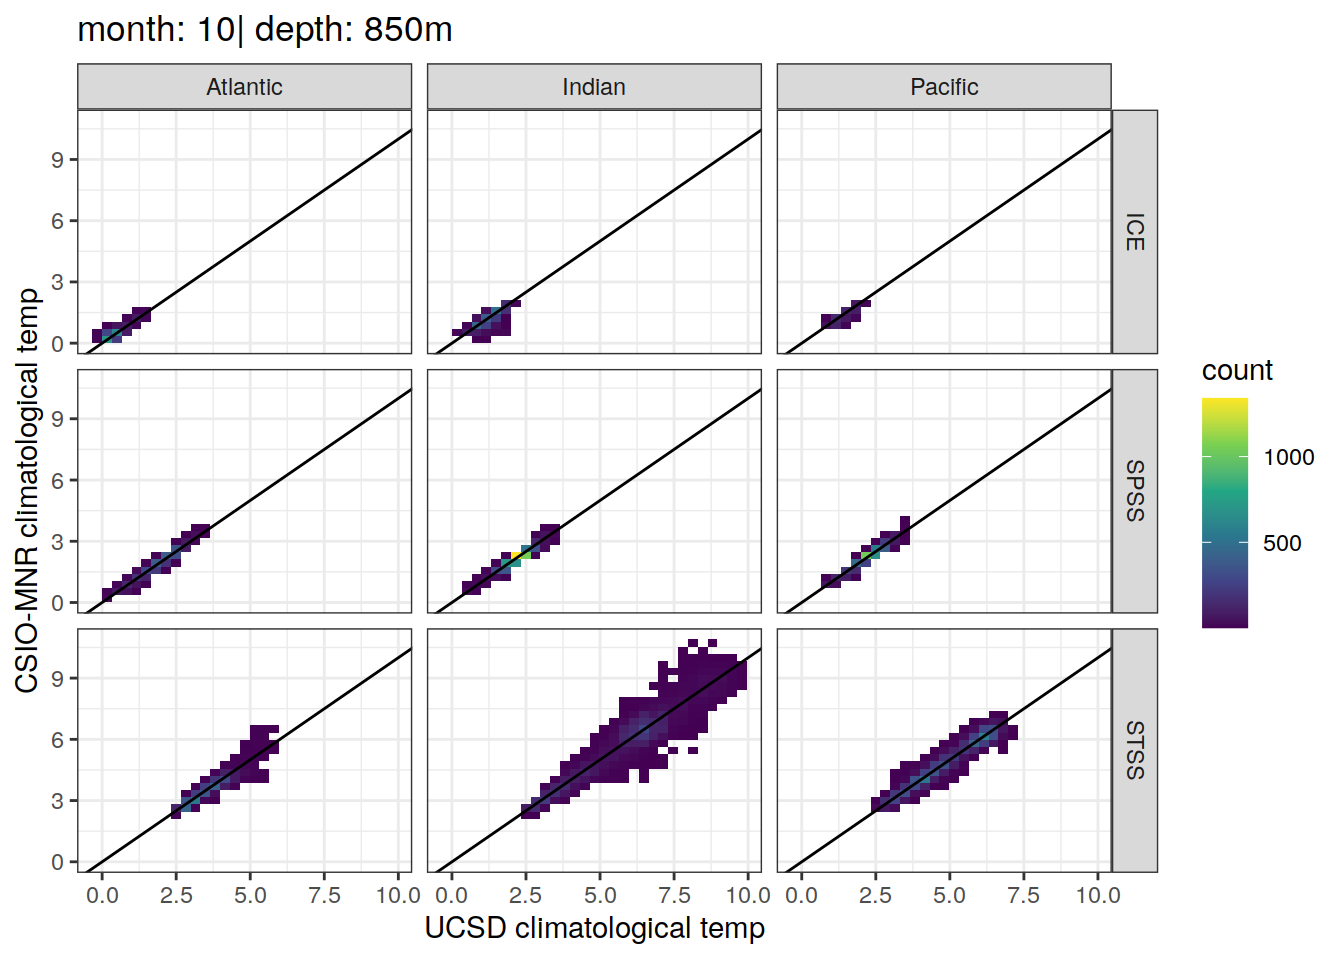 month: 10| depth: 850m
Atlantic
Indian
Pacific
9
6
3
0
ICE
9
6
3
0
SPSS
9
6
3
0
STSS
0.0 2.5 5.0 7.5 10.0
0.0 2.5 5.0 7.5 10.0
0.0 2.5 5.0 7.5 10.0
UCSD climatological temp
CSIO-MNR climatological temp
count
1000
500